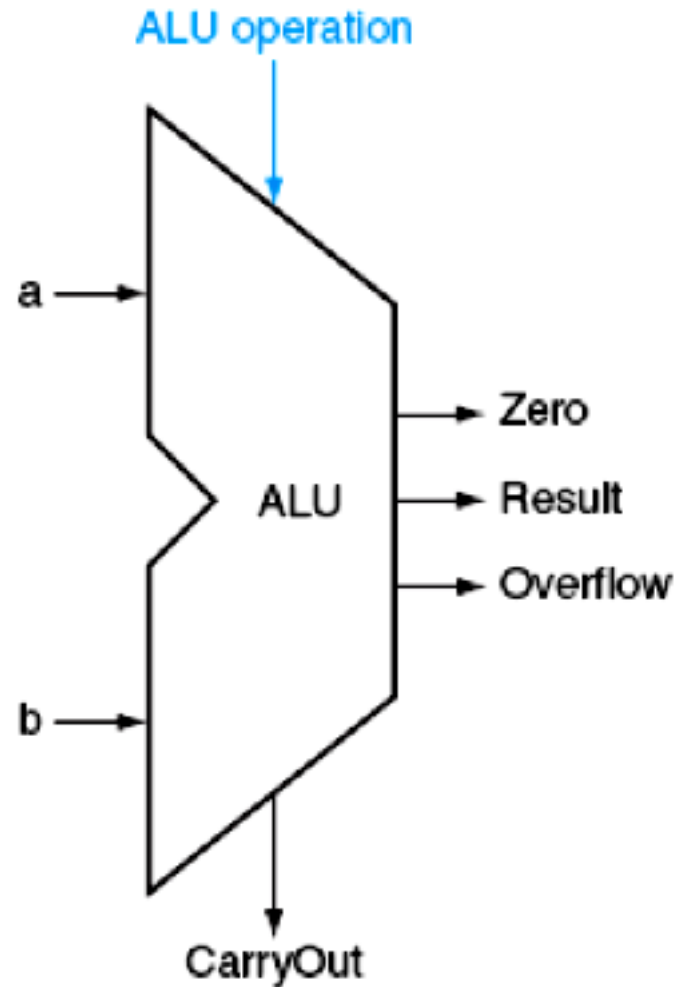 ALU operation
a
Zero
ALU
Result
Overflow
b
CarryOut